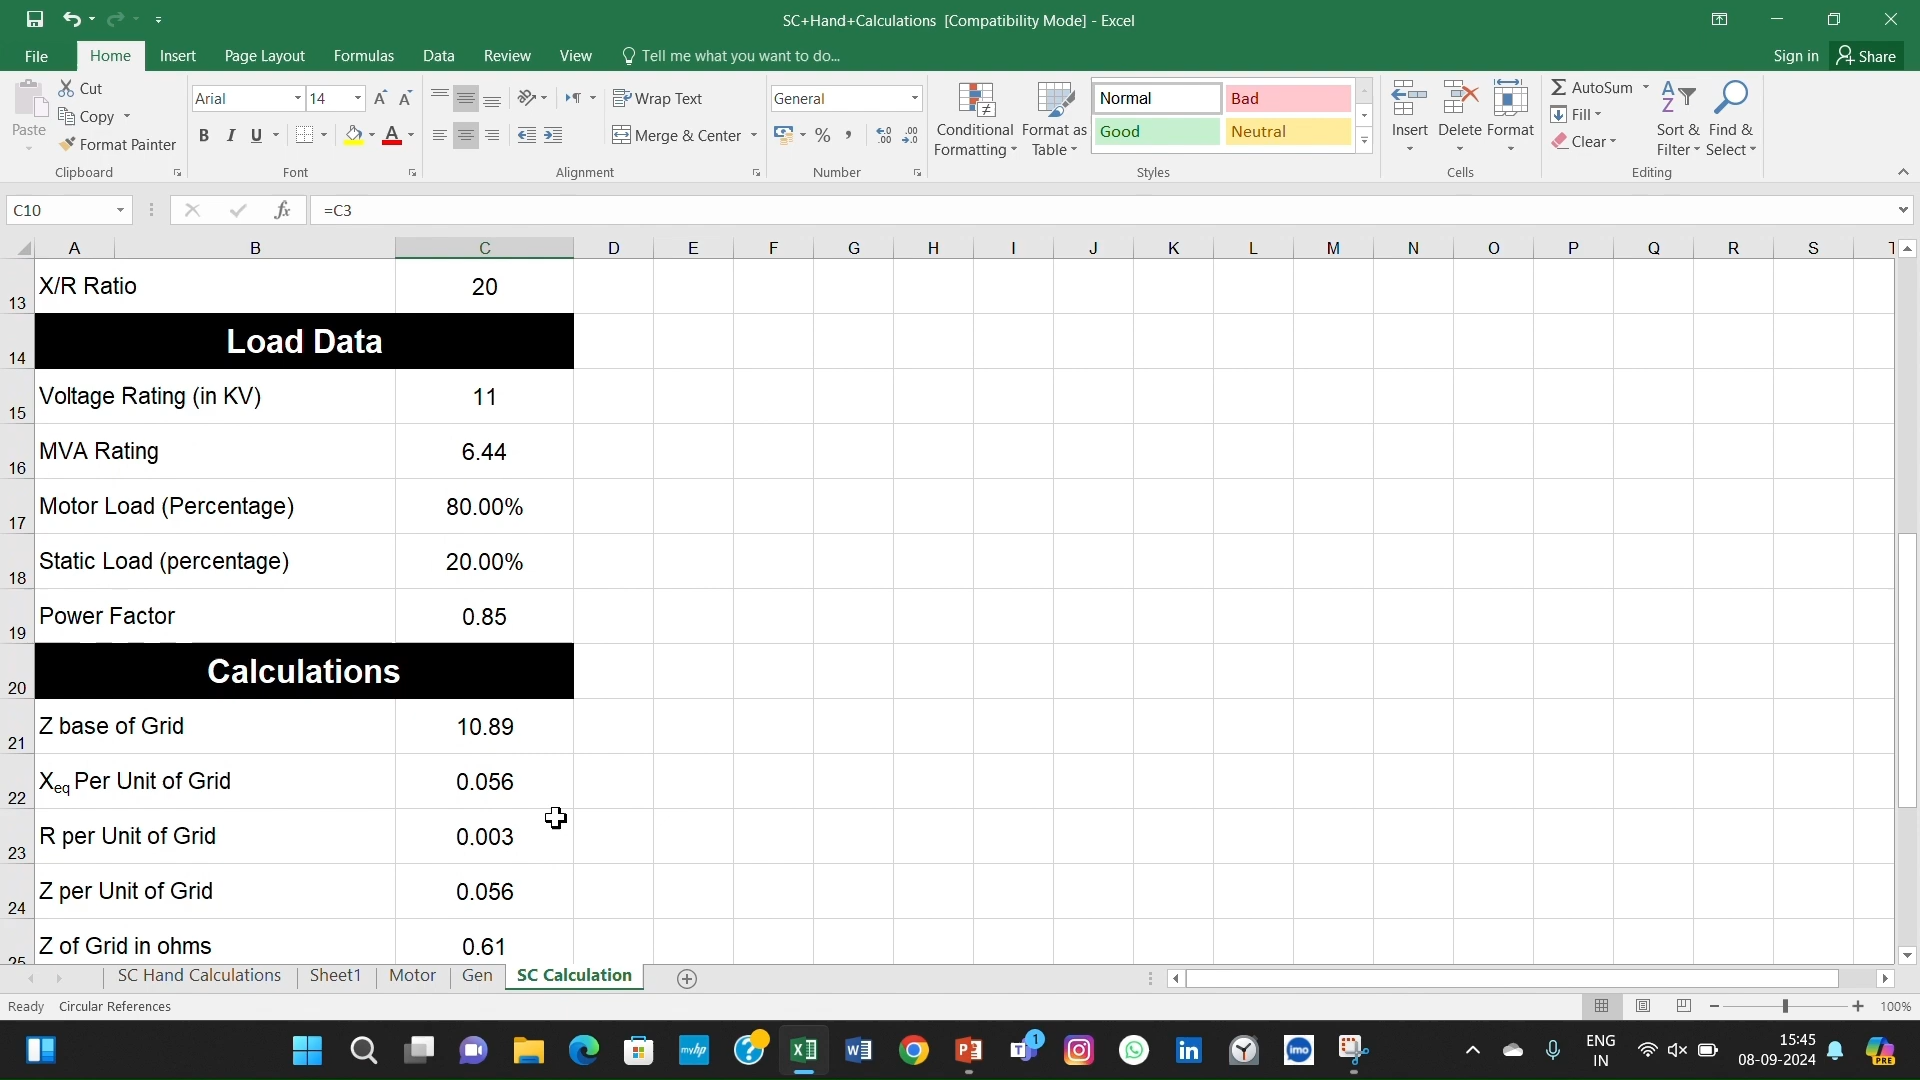 SC+Hand+Calculations [Compatibility Mode] - Excel
File Home Insert Page Layout Formulas Data Review View Tell me what you want to do... Sign in Share
Paste Cut
Copy
Format Painter
Clipboard
Arial 14
B I U
Font
Wrap Text
Merge & Center
Alignment
General
%
Number
Conditional Formatting
Format as Table
Normal Bad
Good Neutral
Styles
Insert Delete Format
Cells
AutoSum
Fill
Clear
Sort & Filter
Find & Select
Editing
C10 fx =C3
A B C D E F G H I J K L M N O P Q R S
13 X/R Ratio 20
14 Load Data
15 Voltage Rating (in KV) 11
16 MVA Rating 6.44
17 Motor Load (Percentage) 80.00%
18 Static Load (percentage) 20.00%
19 Power Factor 0.85
20 Calculations
21 Z base of Grid 10.89
22 Xeq Per Unit of Grid 0.056
23 R per Unit of Grid 0.003
24 Z per Unit of Grid 0.056
25 Z of Grid in ohms 0.61
SC Hand Calculations Sheet1 Motor Gen SC Calculation
Ready Circular References 100%
ENG
IN
15:45
08-09-2024